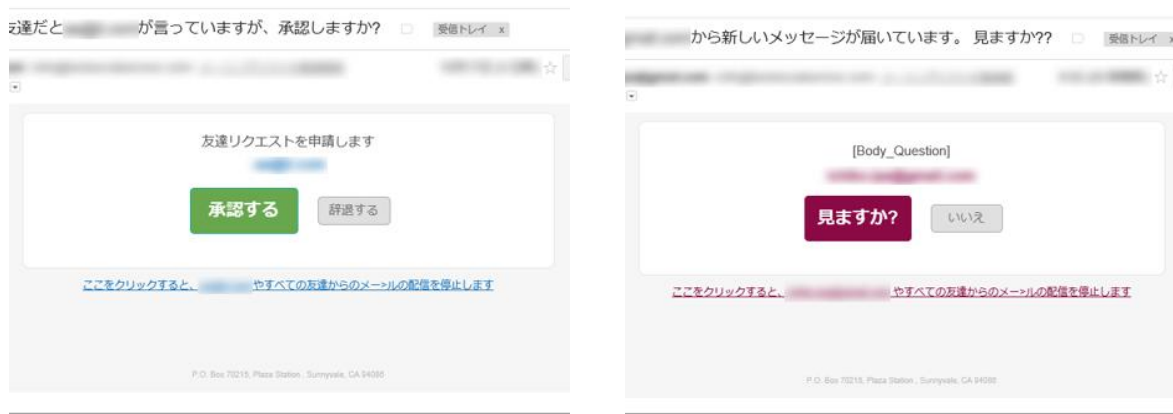 友達だと が言っていますが、承認しますか? 受信トレイ x
友達リクエストを申請します
承認する 辞退する
ここをクリックすると、 やすべての友達からのメー>ルの配信を停止します
P.O. Box 70215, Plaza Station , Sunnyvale, CA 94086
から新しいメッセージが届いています。 見ますか?? 受信トレイ x
[Body_Question]
見ますか? いいえ
ここをクリックすると、 やすべての友達からのメー>ルの配信を停止します
P.O. Box 70215, Plaza Station , Sunnyvale, CA 94086